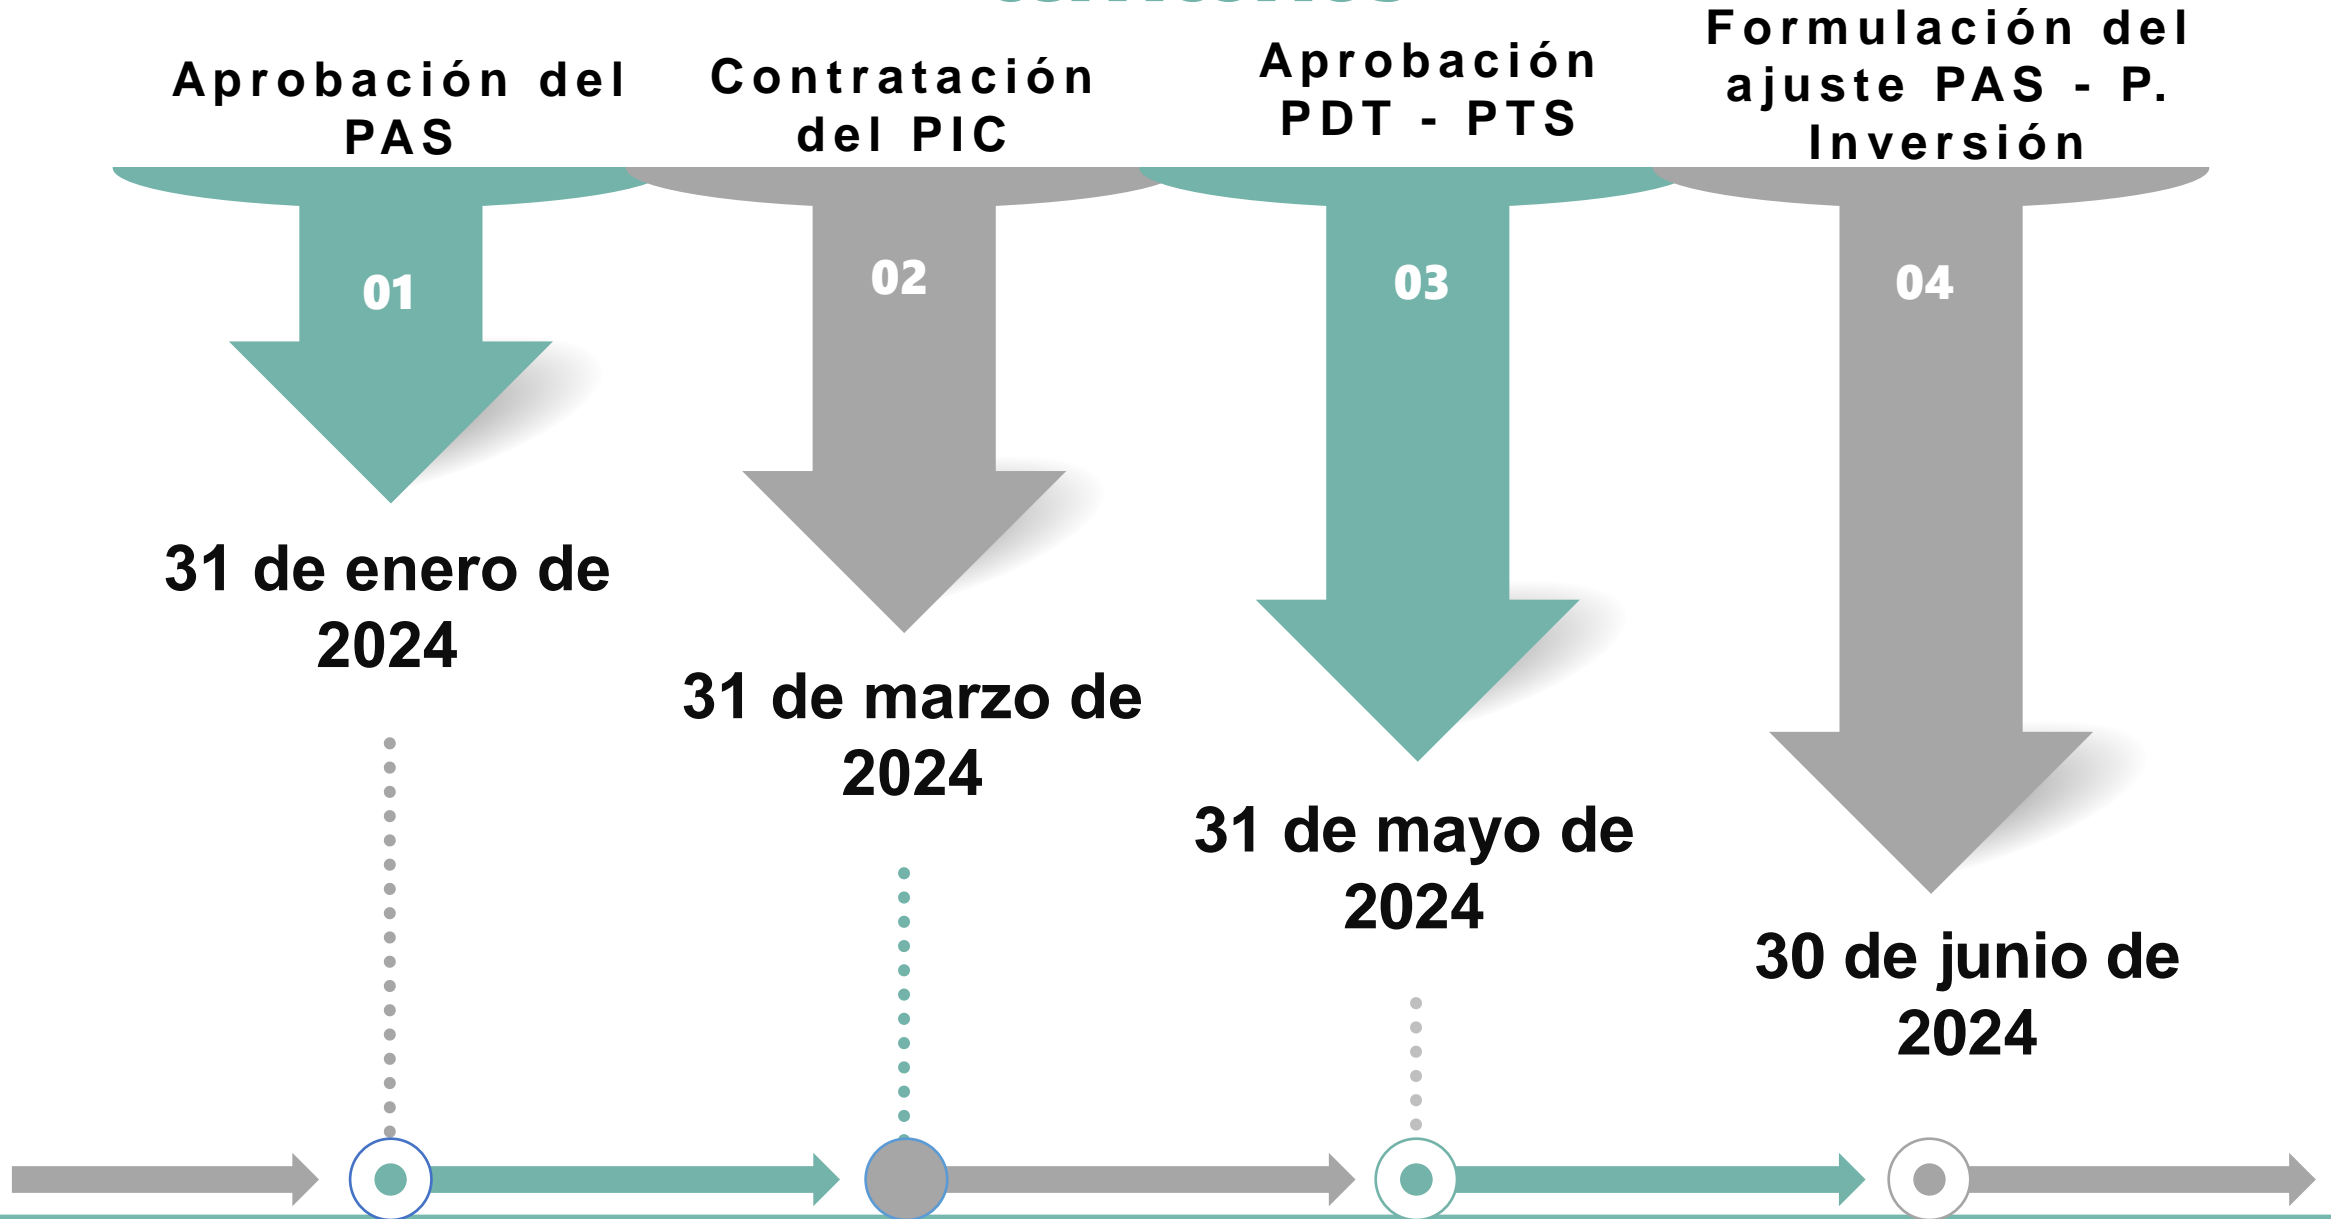 Aprobación del
PAS
Contratación
del PIC
Aprobación
PDT - PTS
Formulación del
ajuste PAS - P.
Inversión
01
02
03
04
31 de enero de
2024
31 de marzo de
2024
31 de mayo de
2024
30 de junio de
2024